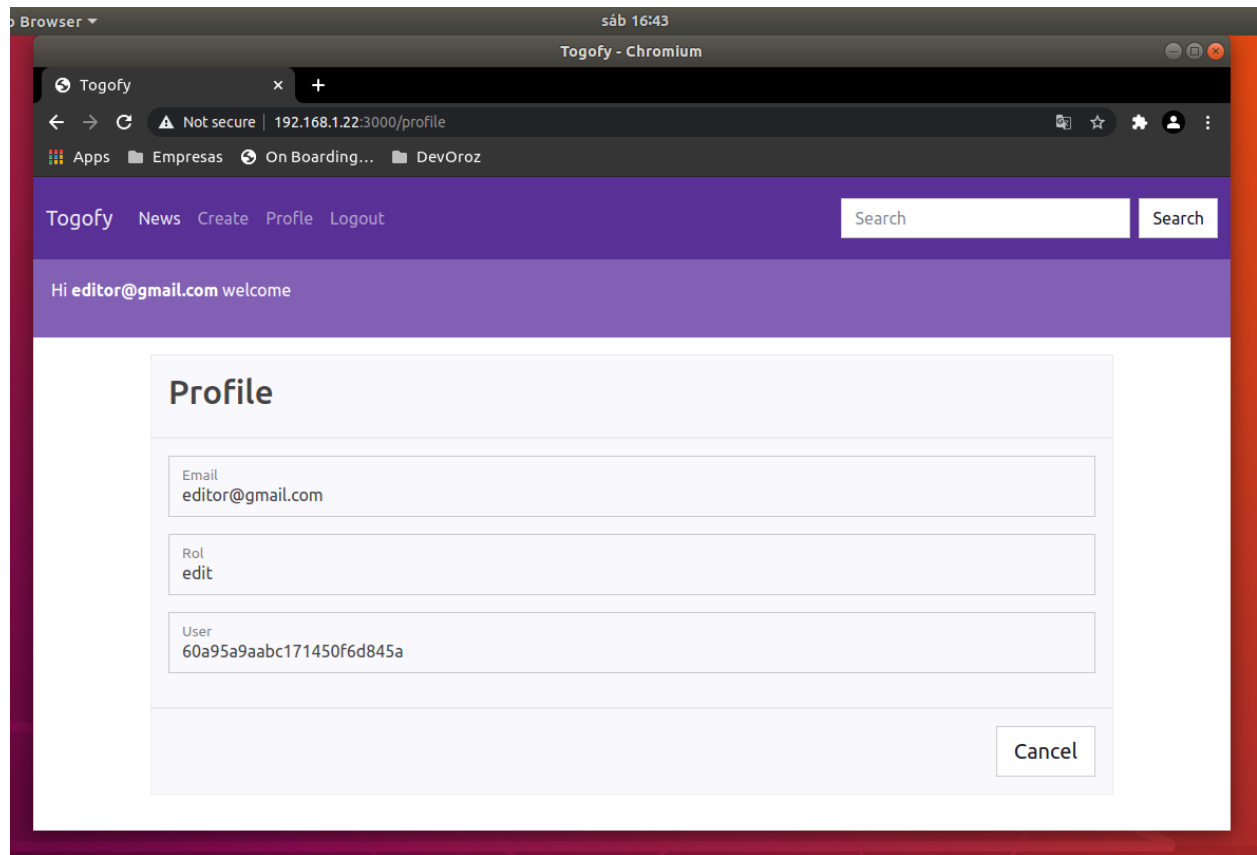 Browser
sáb 16:43
Togofy - Chromium
Togofy
Not secure | 192.168.1.22:3000/profile
Apps Empresas On Boarding... DevOroz
Togofy News Create Profle Logout Search Search
Hi editor@gmail.com welcome
Profile
Email
editor@gmail.com
Rol
edit
User
60a95a9aabc171450f6d845a
Cancel